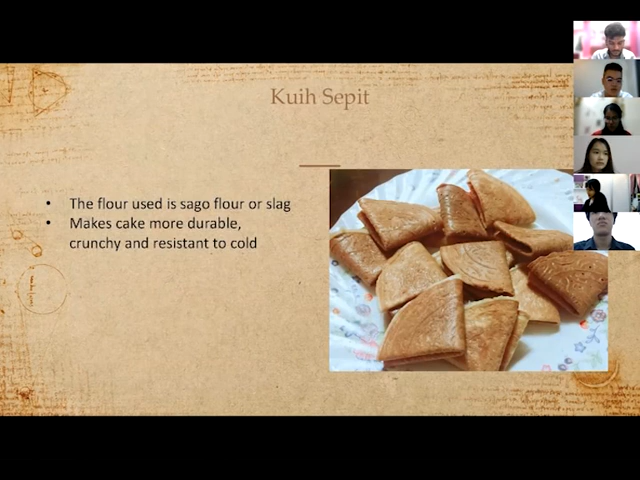 Kuih Sepit
• The flour used is sago flour or slag
• Makes cake more durable,
crunchy and resistant to cold